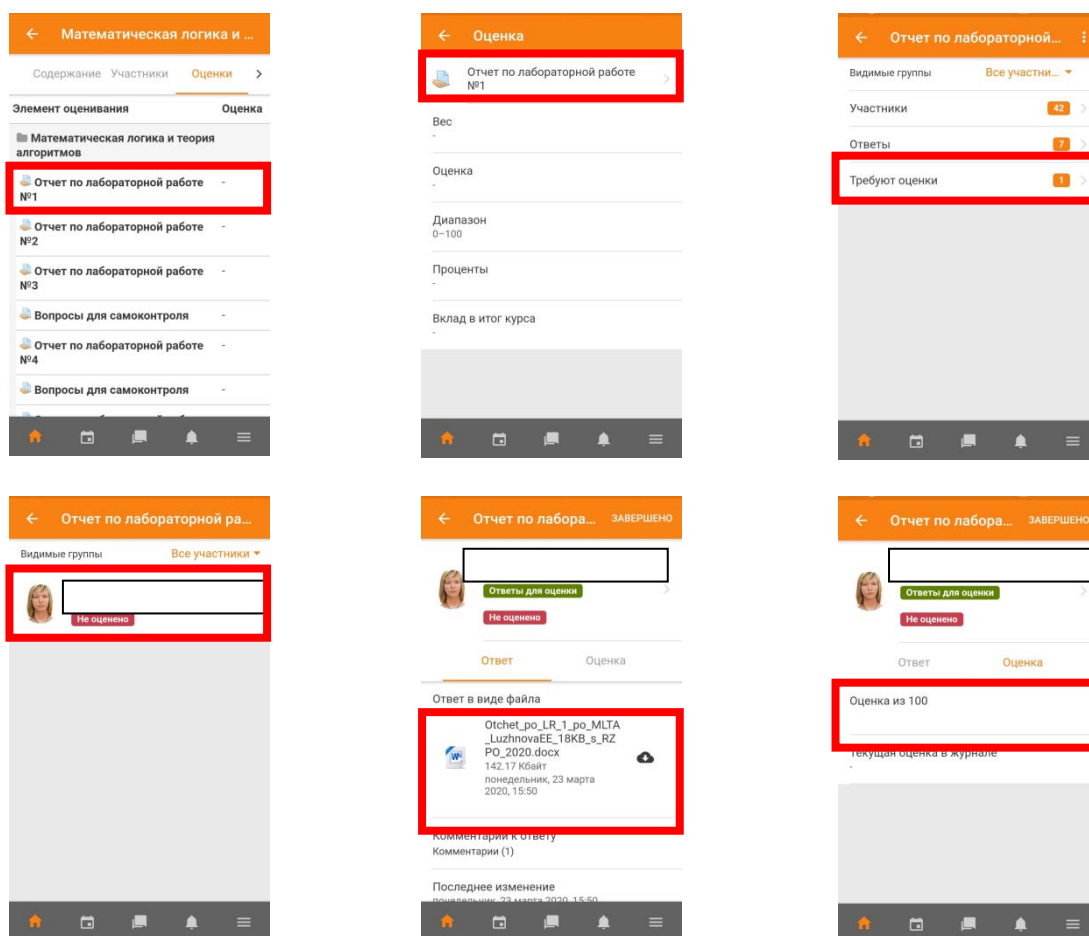 Математическая логика и ...
Содержание Участники Оценки
Элемент оценивания Оценка
Математическая логика и теория
алгоритмов
Отчет по лабораторной работе -
№1
Отчет по лабораторной работе -
№2
Отчет по лабораторной работе -
№3
Вопросы для самоконтроля -
Отчет по лабораторной работе -
№4
Вопросы для самоконтроля -
Оценка
Отчет по лабораторной работе
№1
Вес
-
Оценка
-
Диапазон
0–100
Проценты
-
Вклад в итог курса
-
Отчет по лабораторной...
Видимые группы Все участни...
Участники 42
Ответы 7
Требуют оценки 1
Отчет по лабораторной ра...
Видимые группы Все участники
Не оценено
Отчет по лабора... ЗАВЕРШЕНО
Ответы для оценки
Не оценено
Ответ Оценка
Ответ в виде файла
Otchet_po_LR_1_po_MLTA
_LuzhnovaEE_18KB_s_RZ
PO_2020.docx
142.17 Кбайт
понедельник, 23 марта
2020, 15:50
Комментарии к ответу
Комментарии (1)
Последнее изменение
понедельник, 23 марта 2020, 15:50
Отчет по лабора... ЗАВЕРШЕНО
Ответы для оценки
Не оценено
Ответ Оценка
Оценка из 100
Текущая оценка в журнале
-